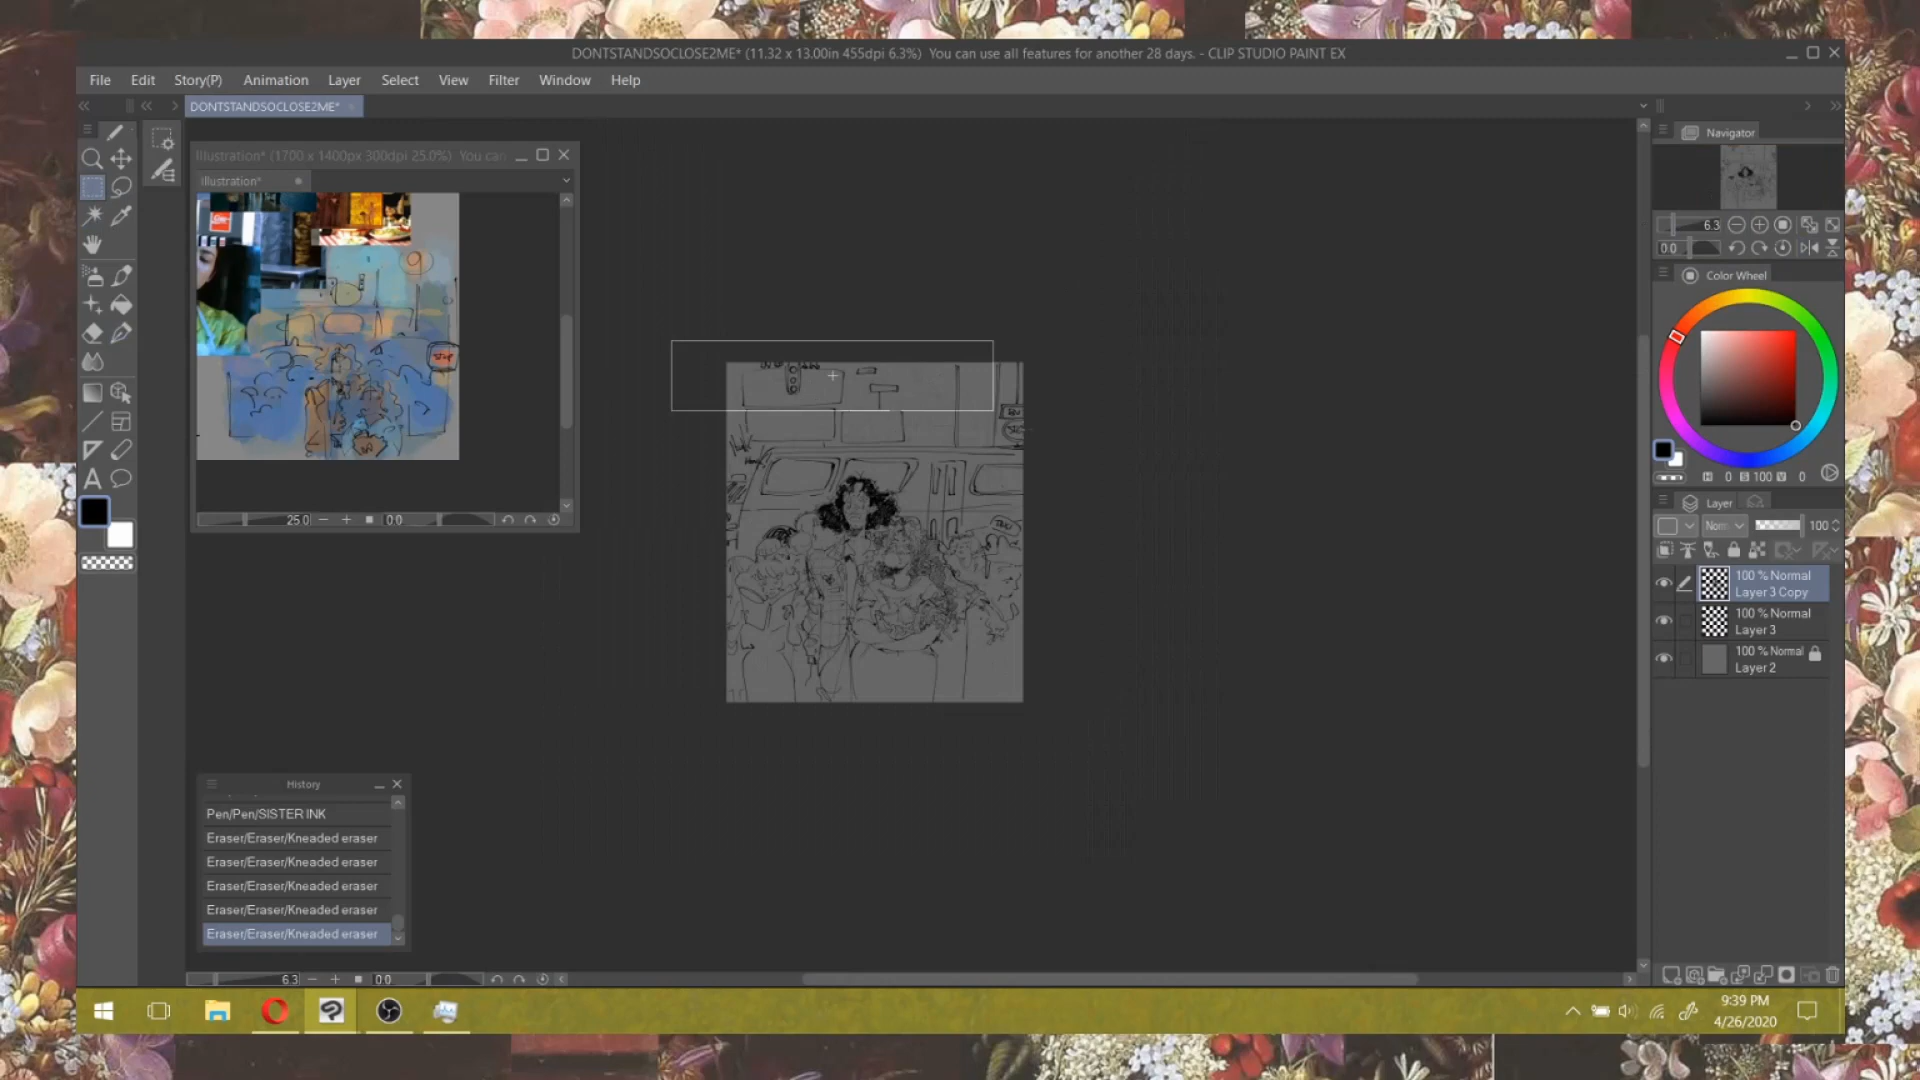 DONTSTANDSOCLOSE2ME* (11.32 x 13.00in 455dpi 6.3%)  You can use all features for another 28 days. - CLIP STUDIO PAINT EX
File Edit Story(P) Animation Layer Select View Filter Window Help
DONTSTANDSOCLOSE2ME*
Illustration* (1700 x 1400px 300dpi 25.0%)  You can
Illustration*
STOP
25.0
0.0
Navigator
6.3
0.0
Color Wheel
H 0 S 100 V 0
Layer
Norm
100
100 % Normal
Layer 3 Copy
100 % Normal
Layer 3
100 % Normal
Layer 2
History
Pen/Pen/SISTER INK
Eraser/Eraser/Kneaded eraser
Eraser/Eraser/Kneaded eraser
Eraser/Eraser/Kneaded eraser
Eraser/Eraser/Kneaded eraser
Eraser/Eraser/Kneaded eraser
6.3
0.0
9:39 PM
4/26/2020